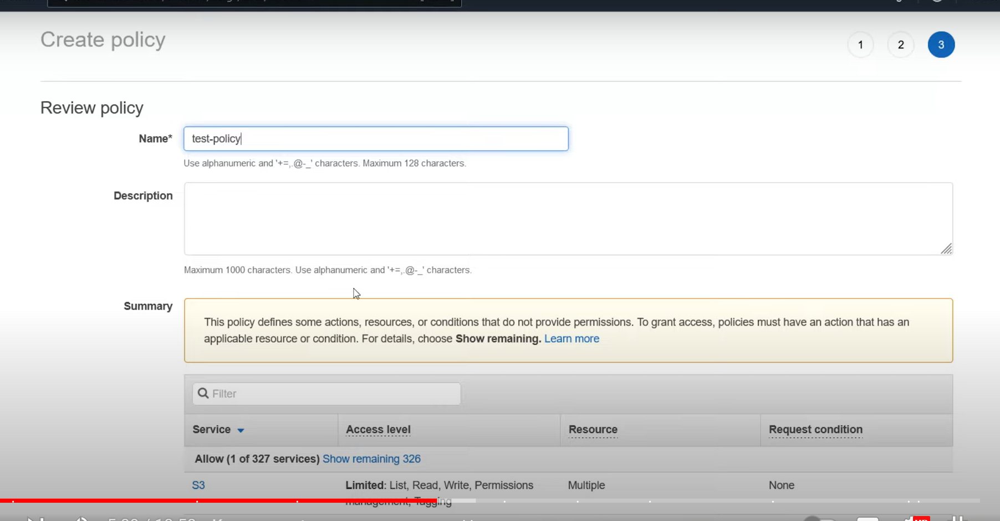 Create policy
1 2 3
Review policy
Name* test-policy
Use alphanumeric and '+=,.@-_' characters. Maximum 128 characters.
Description
Maximum 1000 characters. Use alphanumeric and '+=,.@-_' characters.
Summary
This policy defines some actions, resources, or conditions that do not provide permissions. To grant access, policies must have an action that has an
applicable resource or condition. For details, choose Show remaining. Learn more
Filter
Service Access level Resource Request condition
Allow (1 of 327 services) Show remaining 326
S3 Limited: List, Read, Write, Permissions Multiple None
management, Tagging
HD